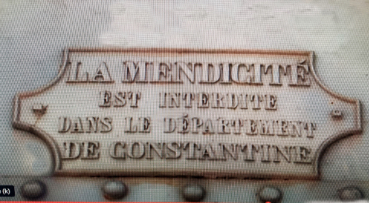 LA MENDICITÉ
EST INTERDITE
DANS LE DÉPARTEMENT
DE CONSTANTINE
(k)